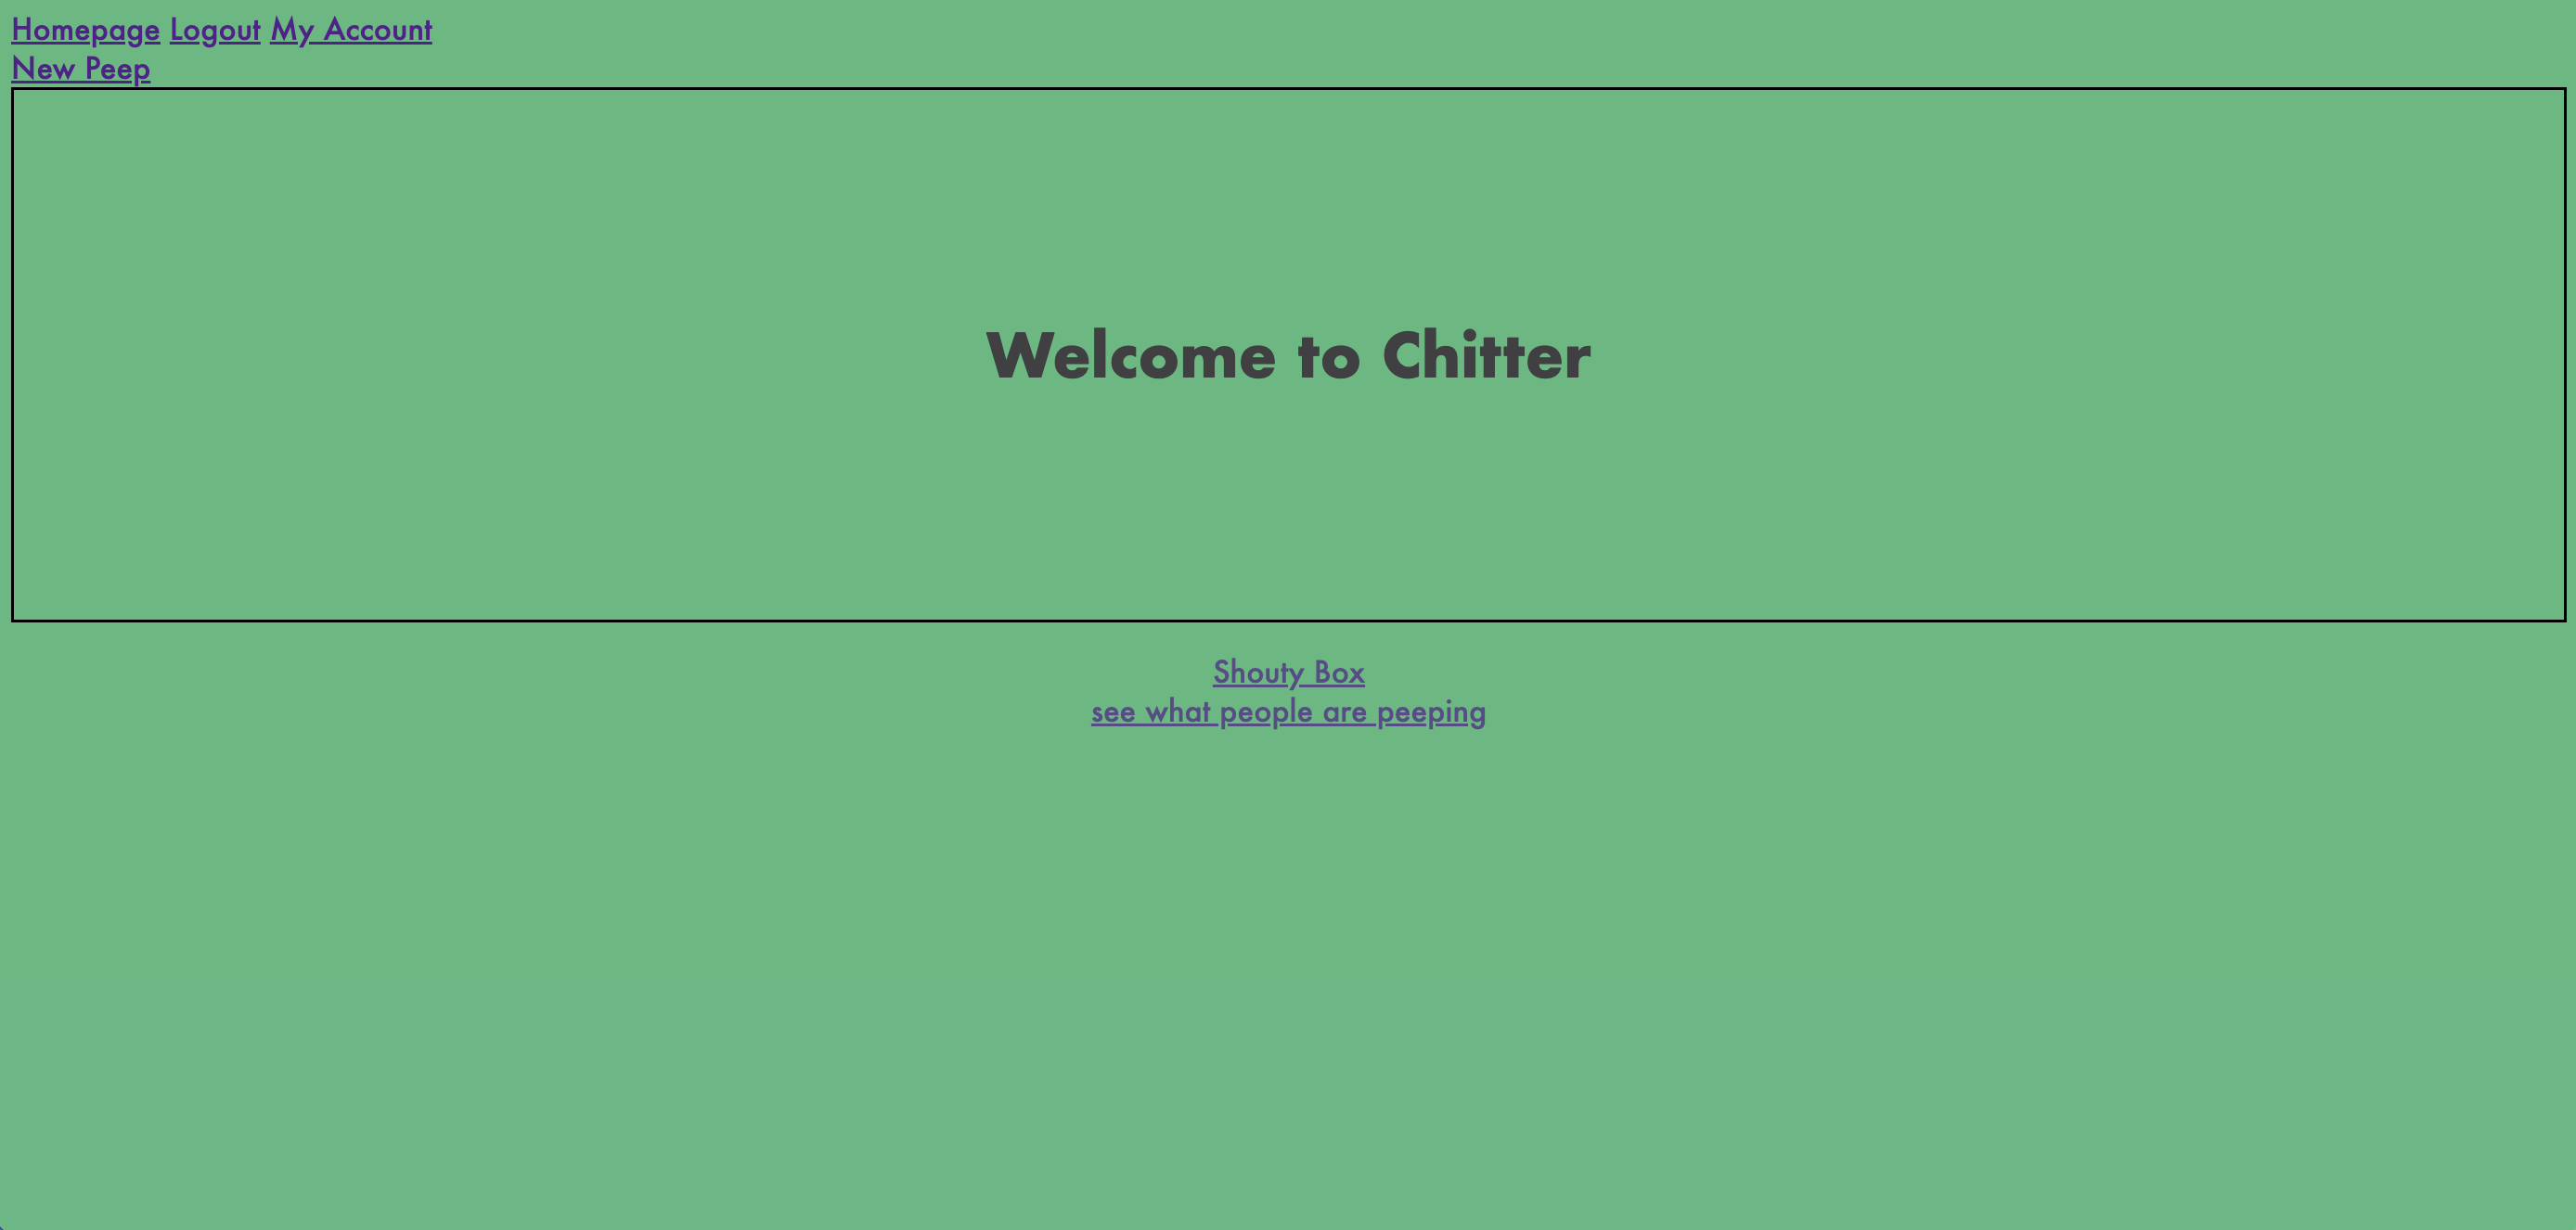 Homepage Logout My Account
New Peep
Welcome to Chitter
Shouty Box
see what people are peeping